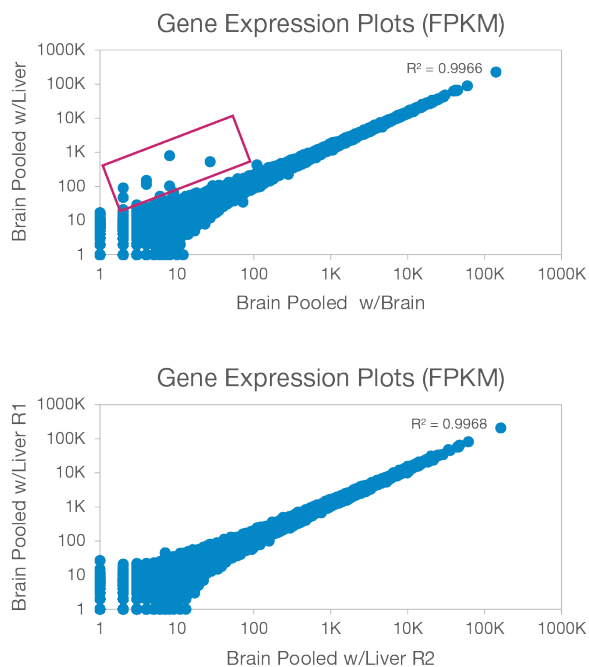 Gene Expression Plots (FPKM)
1000K
100K
10K
1K
100
10
1
Brain Pooled w/Liver
R² = 0.9966
1 10 100 1K 10K 100K 1000K
Brain Pooled w/Brain
Gene Expression Plots (FPKM)
1000K
100K
10K
1K
100
10
1
Brain Pooled w/Liver R1
R² = 0.9968
1 10 100 1K 10K 100K 1000K
Brain Pooled w/Liver R2